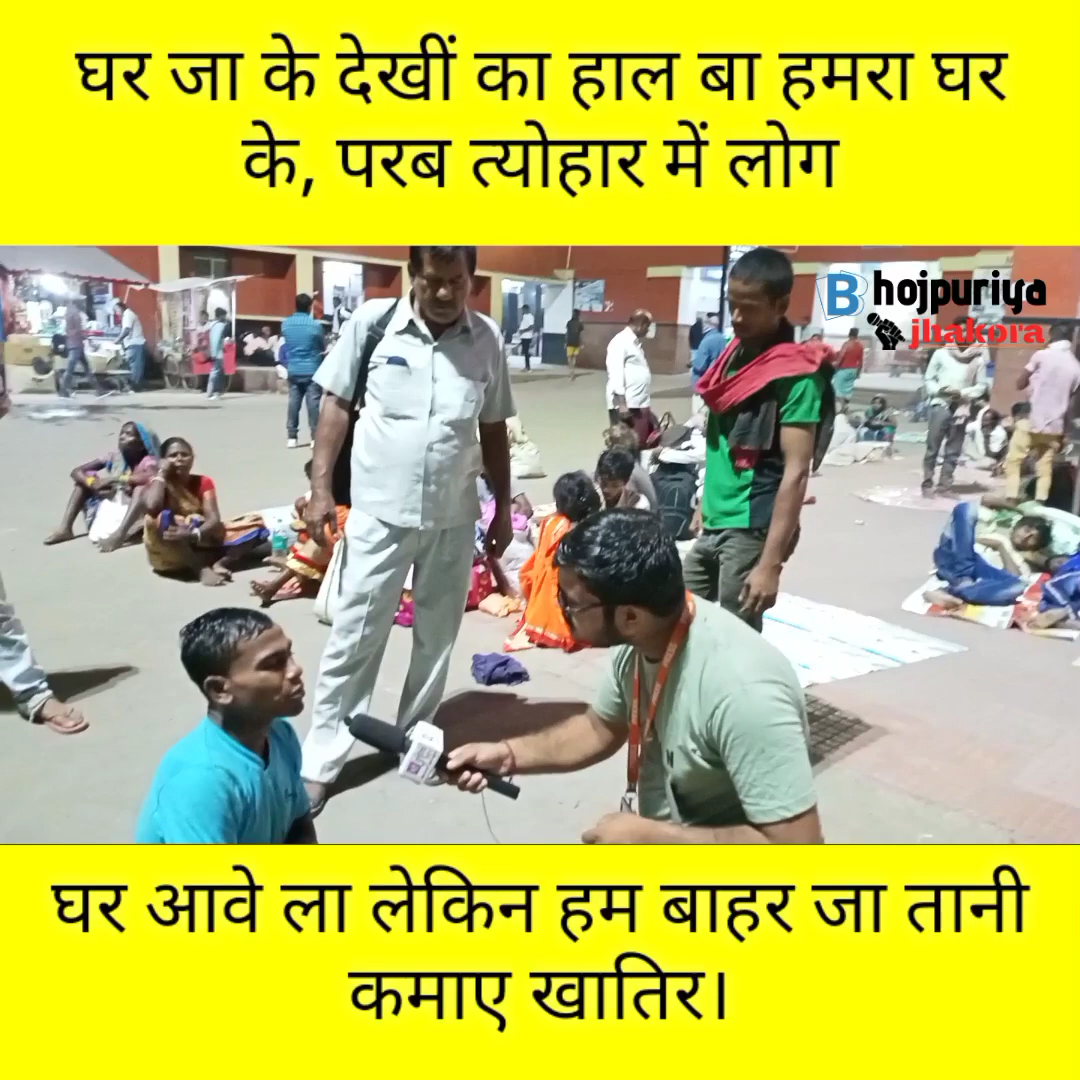 घर जा के देखीं का हाल बा हमरा घर
के, परब त्योहार में लोग
Bhojpuriya
jhakora
घर आवे ला लेकिन हम बाहर जा तानी
कमाए खातिर।